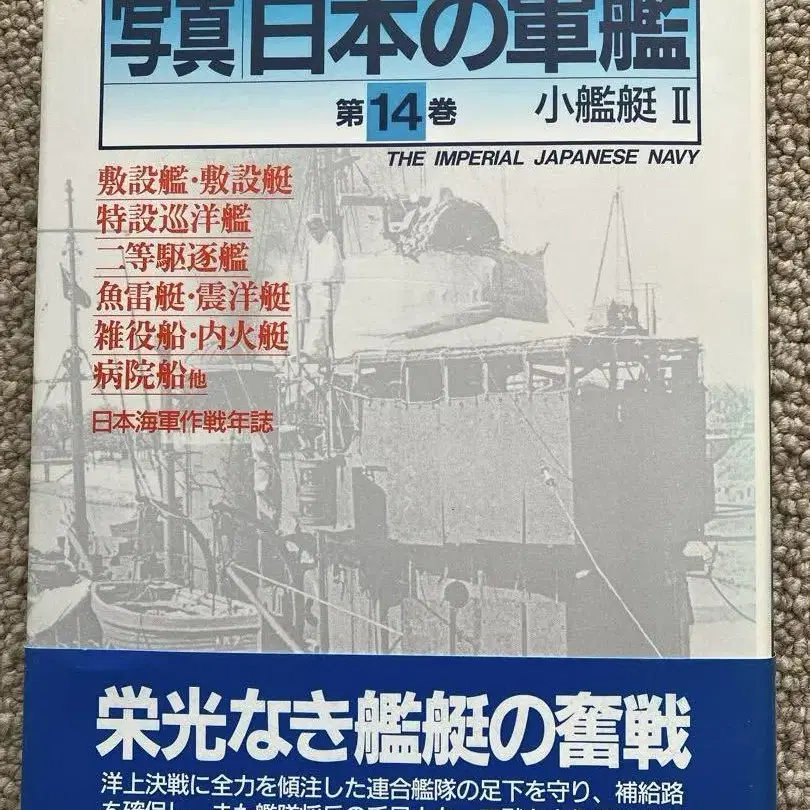 写真 日本の軍艦
第14巻 小艦艇 II
THE IMPERIAL JAPANESE NAVY
敷設艦・敷設艇
特設巡洋艦
二等駆逐艦
魚雷艇・震洋艇
雑役船・内火艇
病院船他
日本海軍作戦年誌
栄光なき艦艇の奮戦
洋上決戦に全力を傾注した連合艦隊の足下を守り、補給路